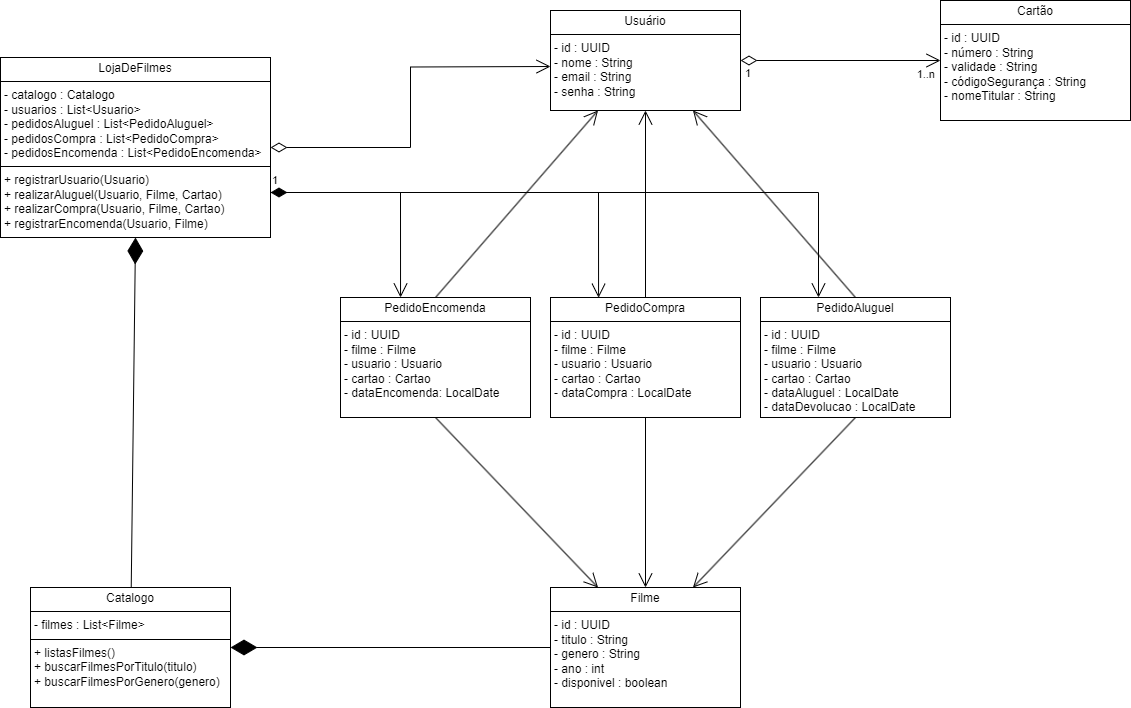 Usuário
- id : UUID
- nome : String
- email : String
- senha : String
1
1..n
Cartão
- id : UUID
- número : String
- validade : String
- códigoSegurança : String
- nomeTitular : String
LojaDeFilmes
- catalogo : Catalogo
- usuarios : List<Usuario>
- pedidosAluguel : List<PedidoAluguel>
- pedidosCompra : List<PedidoCompra>
- pedidosEncomenda : List<PedidoEncomenda>
+ registrarUsuario(Usuario)
+ realizarAluguel(Usuario, Filme, Cartao)
+ realizarCompra(Usuario, Filme, Cartao)
+ registrarEncomenda(Usuario, Filme)
1
PedidoEncomenda
- id : UUID
- filme : Filme
- usuario : Usuario
- cartao : Cartao
- dataEncomenda: LocalDate
PedidoCompra
- id : UUID
- filme : Filme
- usuario : Usuario
- cartao : Cartao
- dataCompra : LocalDate
PedidoAluguel
- id : UUID
- filme : Filme
- usuario : Usuario
- cartao : Cartao
- dataAluguel : LocalDate
- dataDevolucao : LocalDate
Catalogo
- filmes : List<Filme>
+ listasFilmes()
+ buscarFilmesPorTitulo(titulo)
+ buscarFilmesPorGenero(genero)
Filme
- id : UUID
- titulo : String
- genero : String
- ano : int
- disponivel : boolean